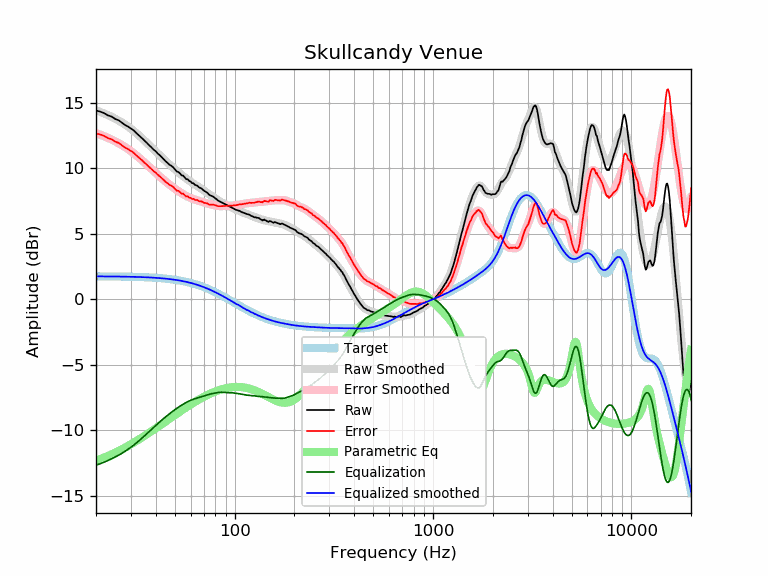 Skullcandy Venue
Amplitude (dBr)
15
10
5
0
−5
−10
−15
Target
Raw Smoothed
Error Smoothed
Raw
Error
Parametric Eq
Equalization
Equalized smoothed
100
1000
10000
Frequency (Hz)